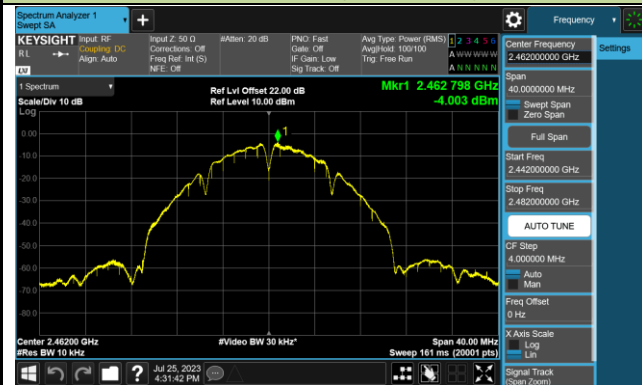 Spectrum Analyzer 1
Swept SA
+
Frequency
KEYSIGHT
RL
LXI
Input: RF
Coupling: DC
Align: Auto
Input Z: 50 Ω
Corrections: Off
Freq Ref: Int (S)
NFE: Off
#Atten: 20 dB
PNO: Fast
Gate: Off
IF Gain: Low
Sig Track: Off
Avg Type: Power (RMS)
Avg|Hold: 100/100
Trig: Free Run
1 2 3 4 5 6
A W W W W W
A N N N N N
1 Spectrum
Scale/Div 10 dB
Log
Ref Lvl Offset 22.00 dB
Ref Level 10.00 dBm
Mkr1 2.462 798 GHz
-4.003 dBm
1
0.00
-10.0
-20.0
-30.0
-40.0
-50.0
-60.0
-70.0
-80.0
Center 2.46200 GHz
#Res BW 10 kHz
#Video BW 30 kHz*
Span 40.00 MHz
Sweep 161 ms (20001 pts)
Center Frequency
2.462000000 GHz
Span
40.0000000 MHz
Swept Span
Zero Span
Full Span
Start Freq
2.442000000 GHz
Stop Freq
2.482000000 GHz
AUTO TUNE
CF Step
4.000000 MHz
Auto
Man
Freq Offset
0 Hz
X Axis Scale
Log
Lin
Signal Track
(Span Zoom)
Settings
?
Jul 25, 2023
4:31:42 PM